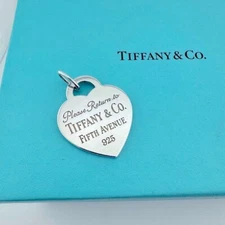 TIFFANY & CO.
Please Return to
TIFFANY & CO.
FIFTH AVENUE
925